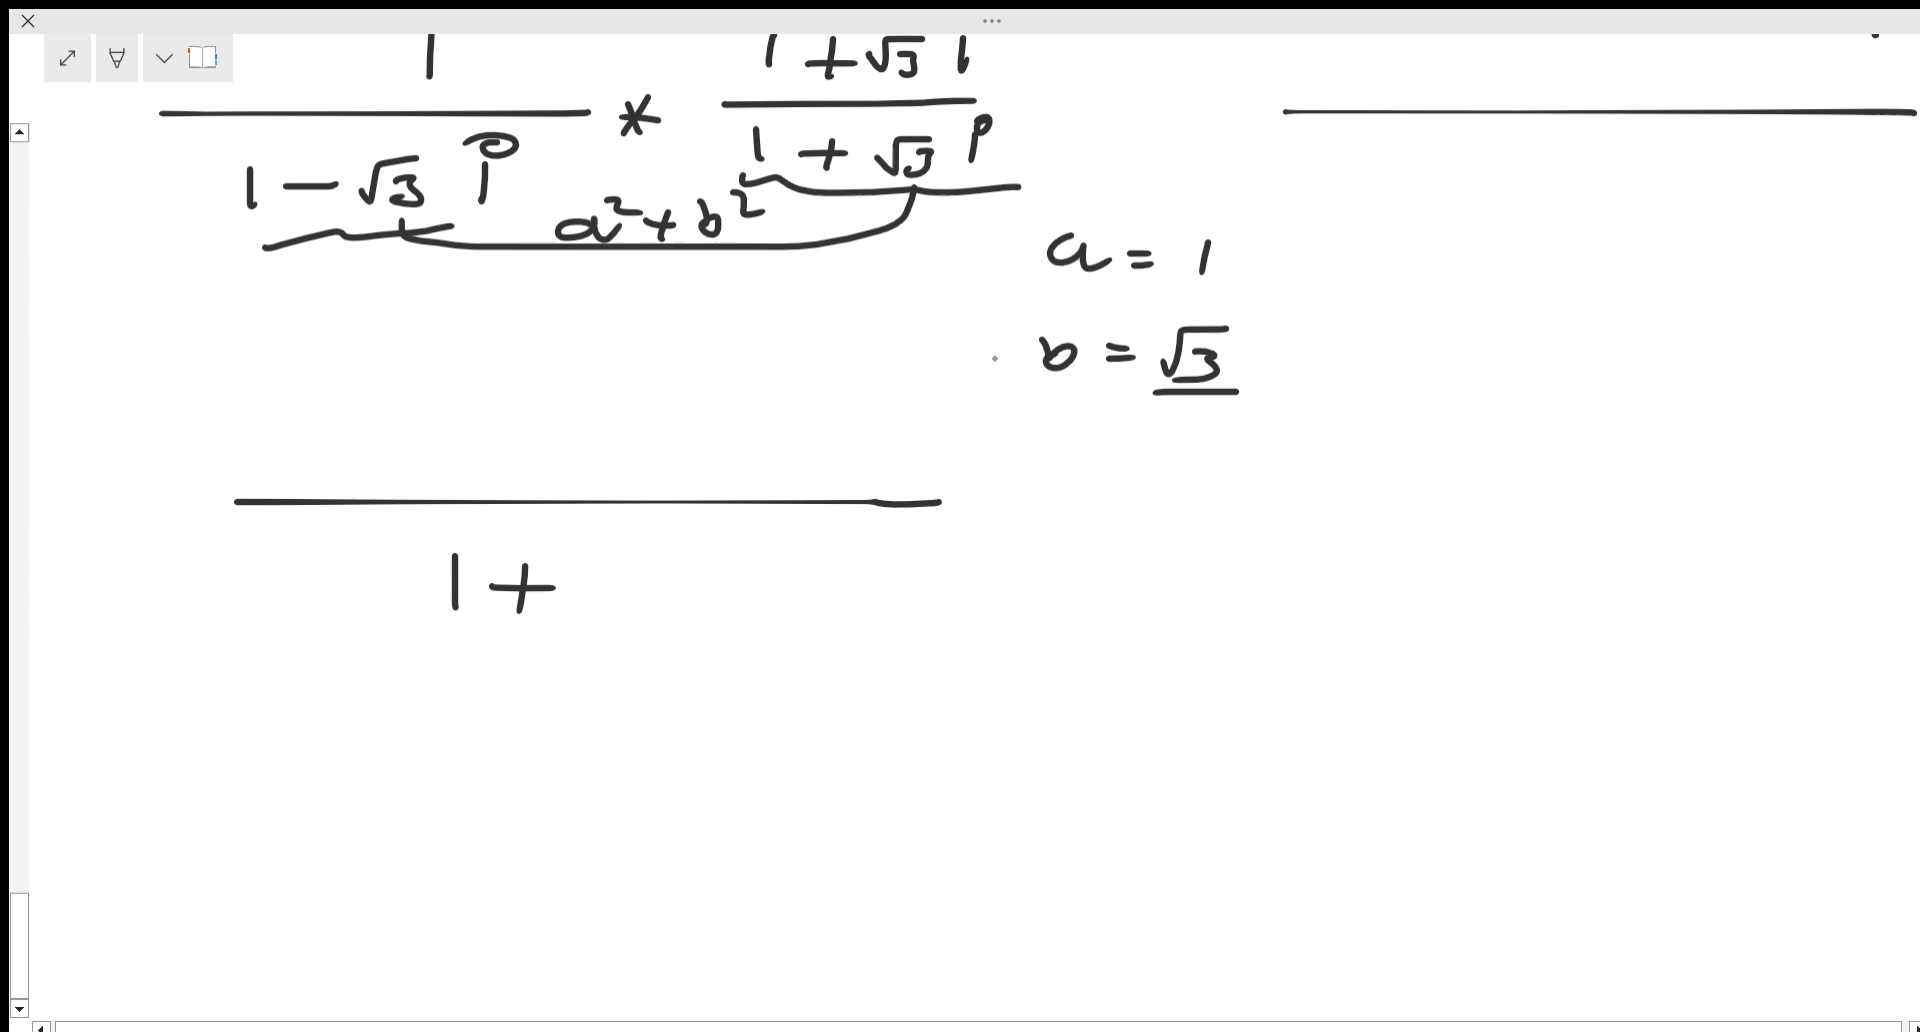 1 * 1 + √3 i
1 - √3 i 1 + √3 i
a² + b²
a = 1
b = √3
1 +